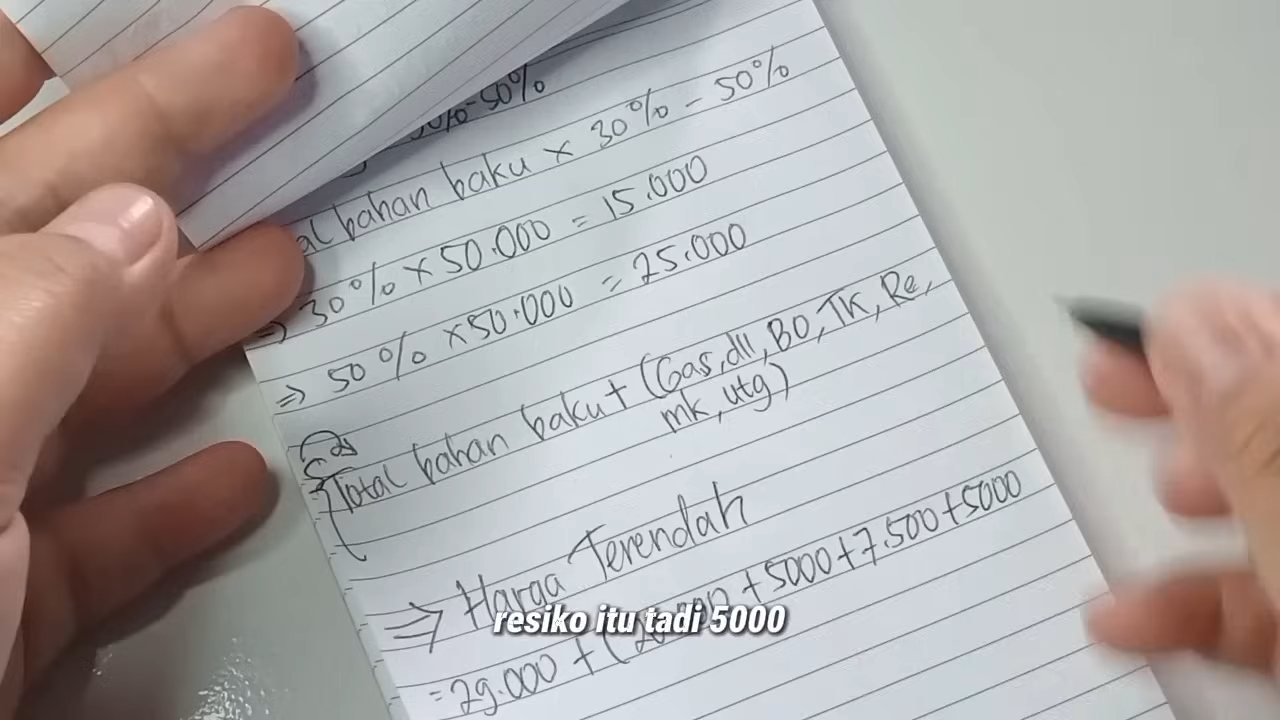 -50%
bahan baku x 30% - 50%
⇒ 30% x 50.000 = 15.000
⇒ 50% x 50.000 = 25.000
Total bahan baku + (Gas, dll, BO, TK, Re,
mk, utg)
⇒ Harga Terendah
= 29.000 + ( + 5000 + 7.500 + 5000
resiko itu tadi 5000